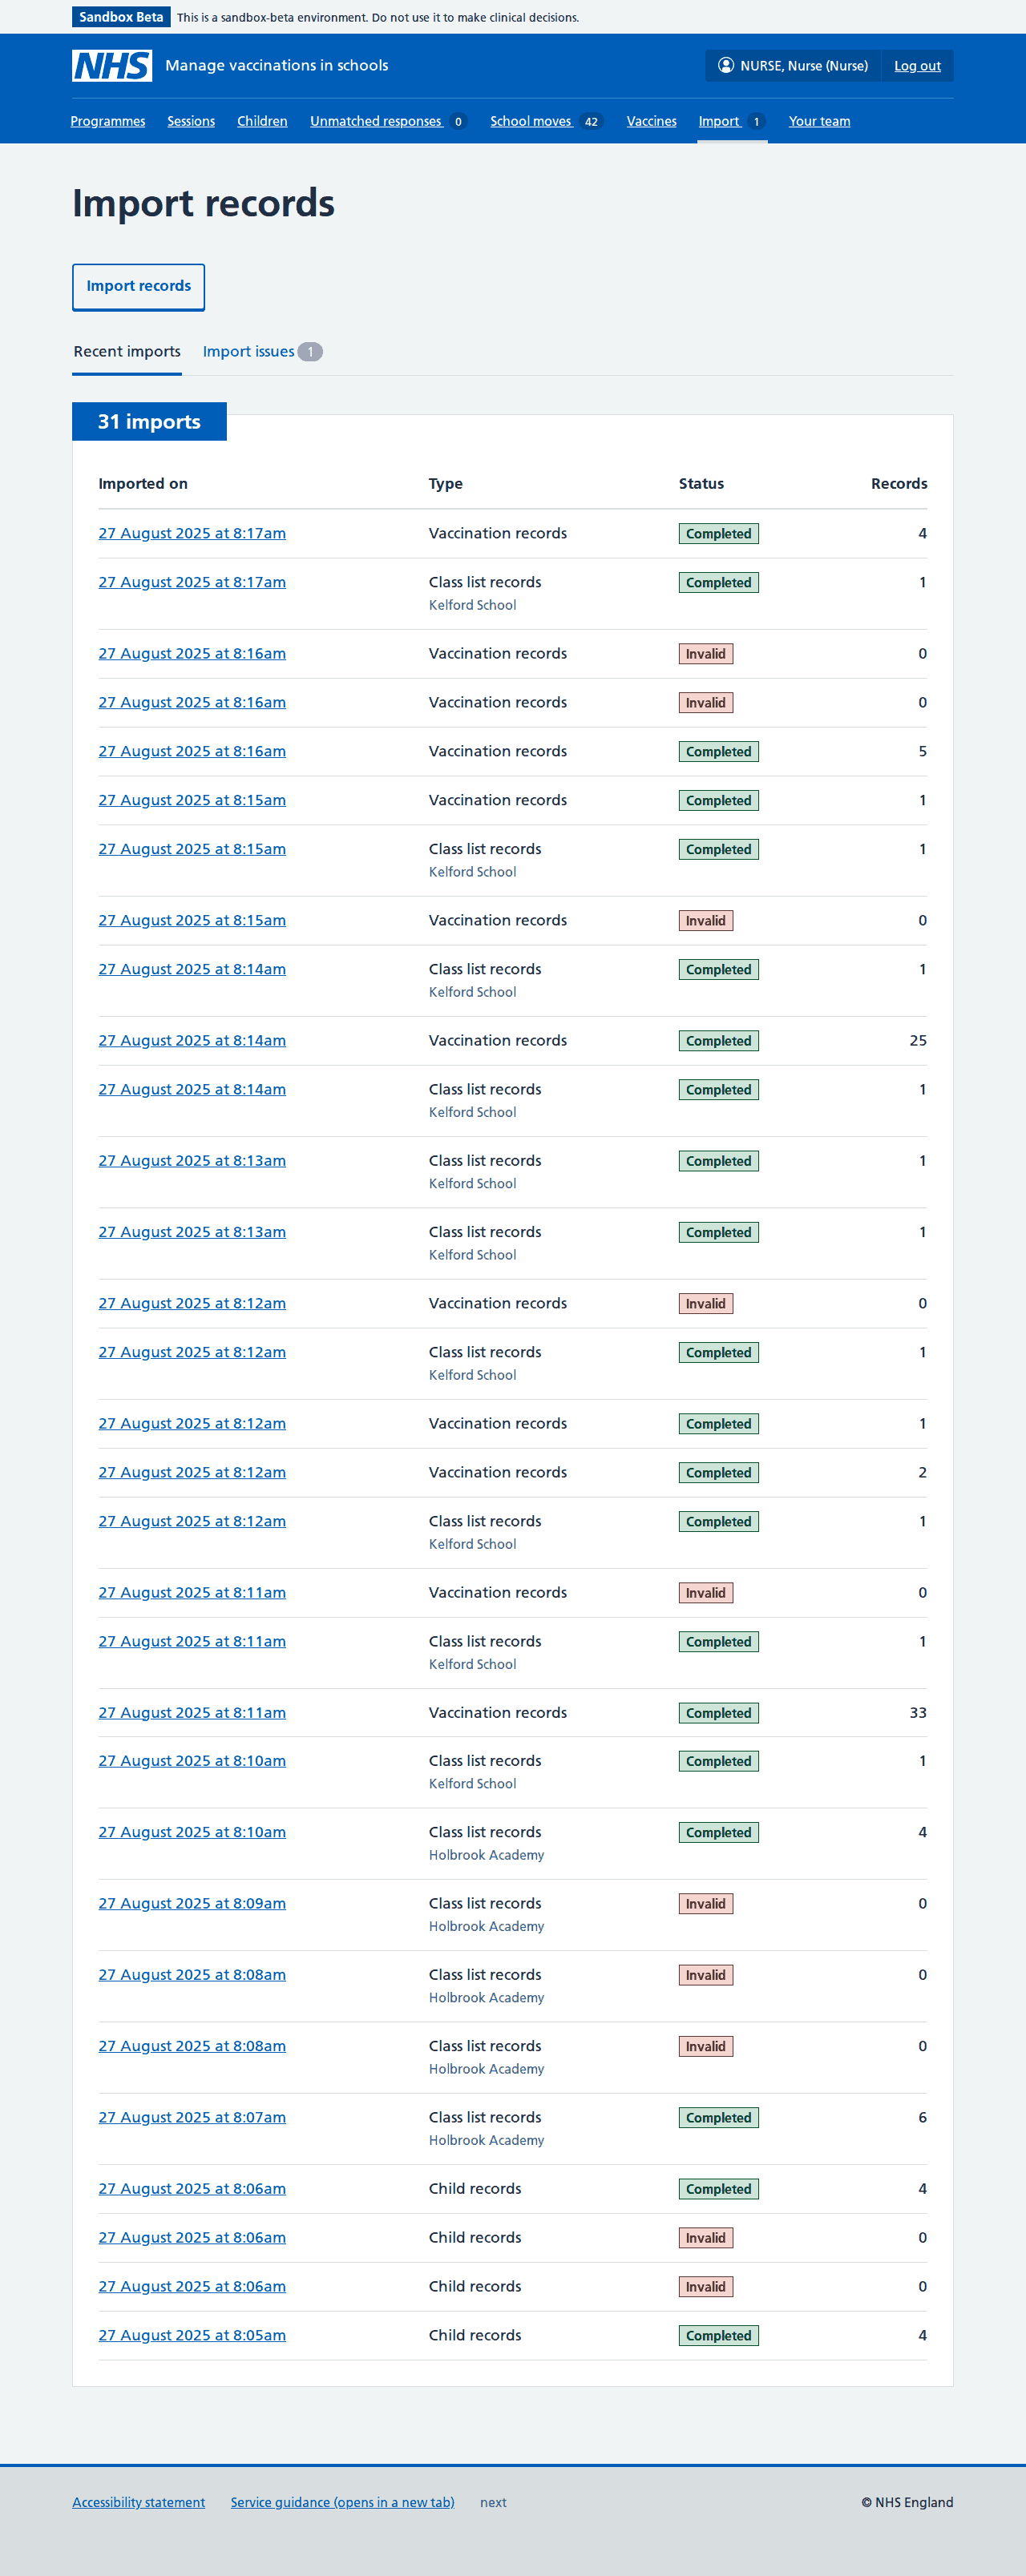 Sandbox Beta This is a sandbox-beta environment. Do not use it to make clinical decisions.
NHS Manage vaccinations in schools NURSE, Nurse (Nurse) Log out
Programmes Sessions Children Unmatched responses 0 School moves 42 Vaccines Import 1 Your team
Import records
Import records
Recent imports Import issues 1
31 imports
Imported on Type Status Records
27 August 2025 at 8:17am Vaccination records Completed 4
27 August 2025 at 8:17am Class list records Completed 1
Kelford School
27 August 2025 at 8:16am Vaccination records Invalid 0
27 August 2025 at 8:16am Vaccination records Invalid 0
27 August 2025 at 8:16am Vaccination records Completed 5
27 August 2025 at 8:15am Vaccination records Completed 1
27 August 2025 at 8:15am Class list records Completed 1
Kelford School
27 August 2025 at 8:15am Vaccination records Invalid 0
27 August 2025 at 8:14am Class list records Completed 1
Kelford School
27 August 2025 at 8:14am Vaccination records Completed 25
27 August 2025 at 8:14am Class list records Completed 1
Kelford School
27 August 2025 at 8:13am Class list records Completed 1
Kelford School
27 August 2025 at 8:13am Class list records Completed 1
Kelford School
27 August 2025 at 8:12am Vaccination records Invalid 0
27 August 2025 at 8:12am Class list records Completed 1
Kelford School
27 August 2025 at 8:12am Vaccination records Completed 1
27 August 2025 at 8:12am Vaccination records Completed 2
27 August 2025 at 8:12am Class list records Completed 1
Kelford School
27 August 2025 at 8:11am Vaccination records Invalid 0
27 August 2025 at 8:11am Class list records Completed 1
Kelford School
27 August 2025 at 8:11am Vaccination records Completed 33
27 August 2025 at 8:10am Class list records Completed 1
Kelford School
27 August 2025 at 8:10am Class list records Completed 4
Holbrook Academy
27 August 2025 at 8:09am Class list records Invalid 0
Holbrook Academy
27 August 2025 at 8:08am Class list records Invalid 0
Holbrook Academy
27 August 2025 at 8:08am Class list records Invalid 0
Holbrook Academy
27 August 2025 at 8:07am Class list records Completed 6
Holbrook Academy
27 August 2025 at 8:06am Child records Completed 4
27 August 2025 at 8:06am Child records Invalid 0
27 August 2025 at 8:06am Child records Invalid 0
27 August 2025 at 8:05am Child records Completed 4
Accessibility statement Service guidance (opens in a new tab) next © NHS England